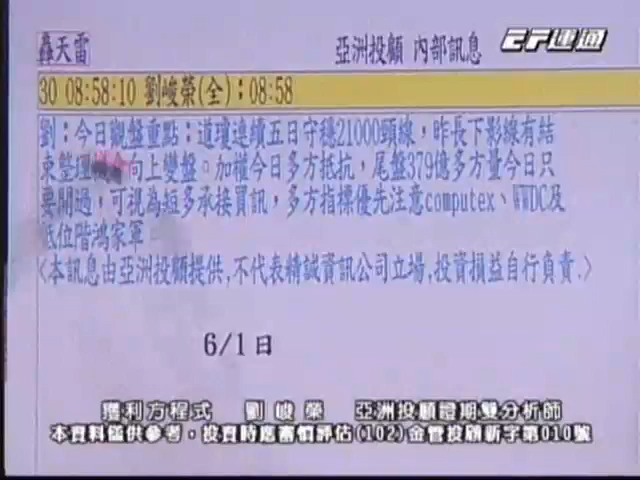 轟天雷
亞洲投顧 內部訊息
EF運通
30 08:58:10 劉峻榮(全):08:58
劉:今日觀盤重點:道瓊連續五日守穩21000頸線,昨長下影線有結
束整理 向上變盤。加權今日多方抵抗,尾盤379億多方量今日只
要開過,可視為短多承接買訊,多方指標優先注意computex、WWDC及
低位階鴻家軍。
<本訊息由亞洲投顧提供,不代表精誠資訊公司立場,投資損益自行負責.>
6/1日
獲利方程式 劉峻榮 亞洲投顧證期雙分析師
本資料僅供參考,投資時應審慎評估(102)金管投顧新字第010號